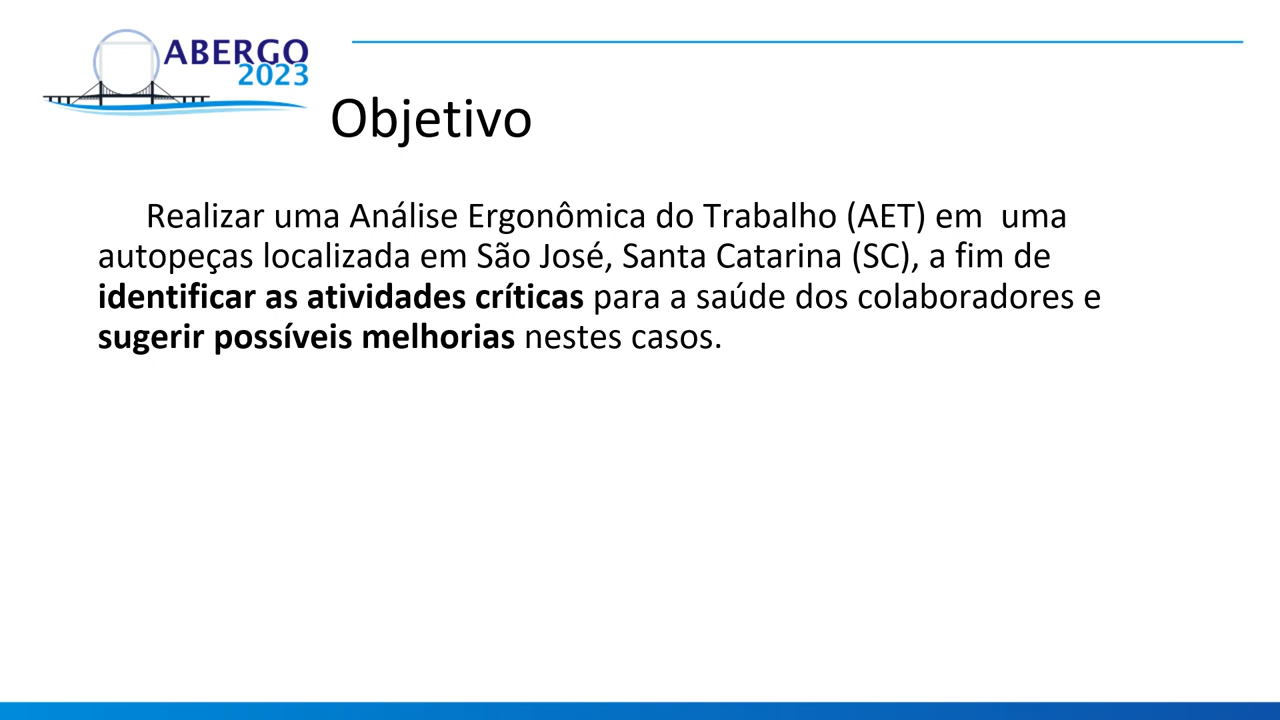 ABERGO
2023
Objetivo
Realizar uma Análise Ergonômica do Trabalho (AET) em  uma
autopeças localizada em São José, Santa Catarina (SC), a fim de
identificar as atividades críticas para a saúde dos colaboradores e
sugerir possíveis melhorias nestes casos.